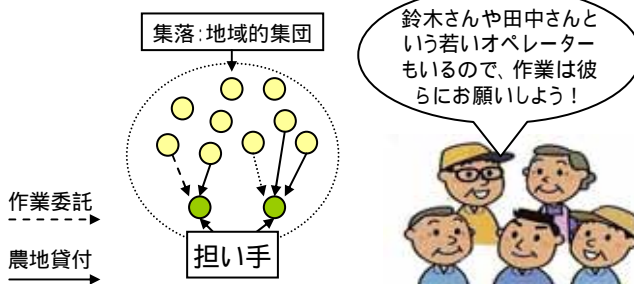 集落:地域的集団
鈴木さんや田中さんと
いう若いオペレーター
もいるので、作業は彼
らにお願いしよう!
作業委託
農地貸付
担い手